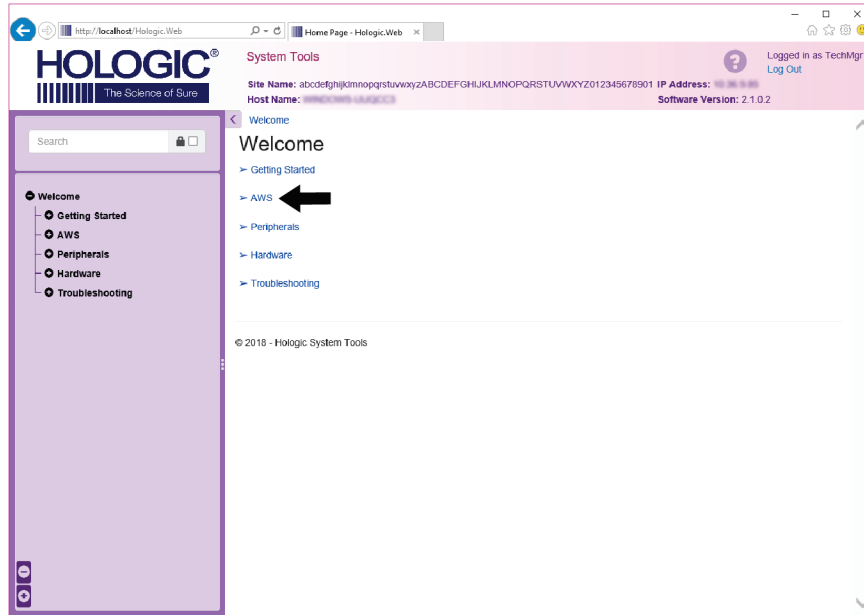 http://localhost/Hologic.Web
Home Page - Hologic.Web
HOLOGIC®
The Science of Sure
System Tools
Logged in as TechMgr
Log Out
Site Name: abcdefghijklmnopqrstuvwxyzABCDEFGHIJKLMNOPQRSTUVWXYZ012345678901 IP Address:
Host Name:
Software Version: 2.1.0.2
Search
Welcome
Getting Started
AWS
Peripherals
Hardware
Troubleshooting
Welcome
Welcome
➢ Getting Started
➢ AWS
➢ Peripherals
➢ Hardware
➢ Troubleshooting
© 2018 - Hologic System Tools